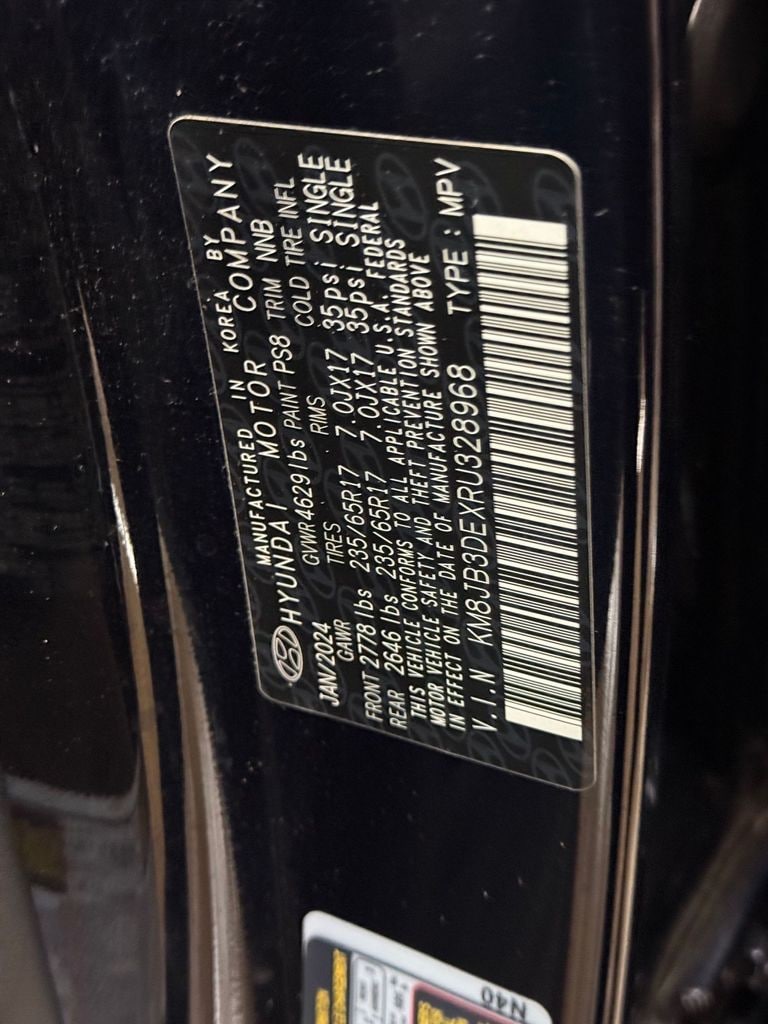 MANUFACTURED IN KOREA BY
HYUNDAI MOTOR COMPANY
JAN/2024 GVWR 4629 lbs PAINT PS8 TRIM NNB
GAWR TIRES RIMS COLD TIRE INFL
FRONT 2778 lbs 235/65R17 7.0JX17 35psi SINGLE
REAR 2646 lbs 235/65R17 7.0JX17 35psi SINGLE
THIS VEHICLE CONFORMS TO ALL APPLICABLE U.S.A. FEDERAL
MOTOR VEHICLE SAFETY AND THEFT PREVENTION STANDARDS
IN EFFECT ON THE DATE OF MANUFACTURE SHOWN ABOVE
V.I.N KM8JB3DEXRU328968 TYPE : MPV
N40